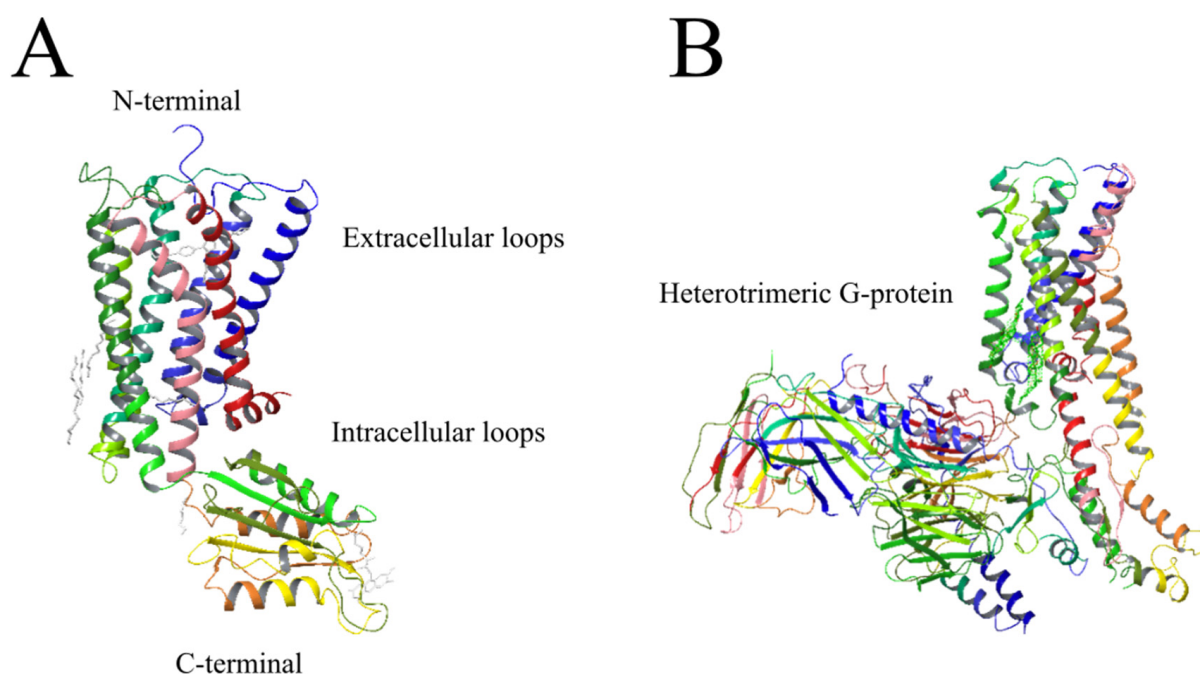 A
B
N-terminal
Extracellular loops
Heterotrimeric G-protein
Intracellular loops
C-terminal